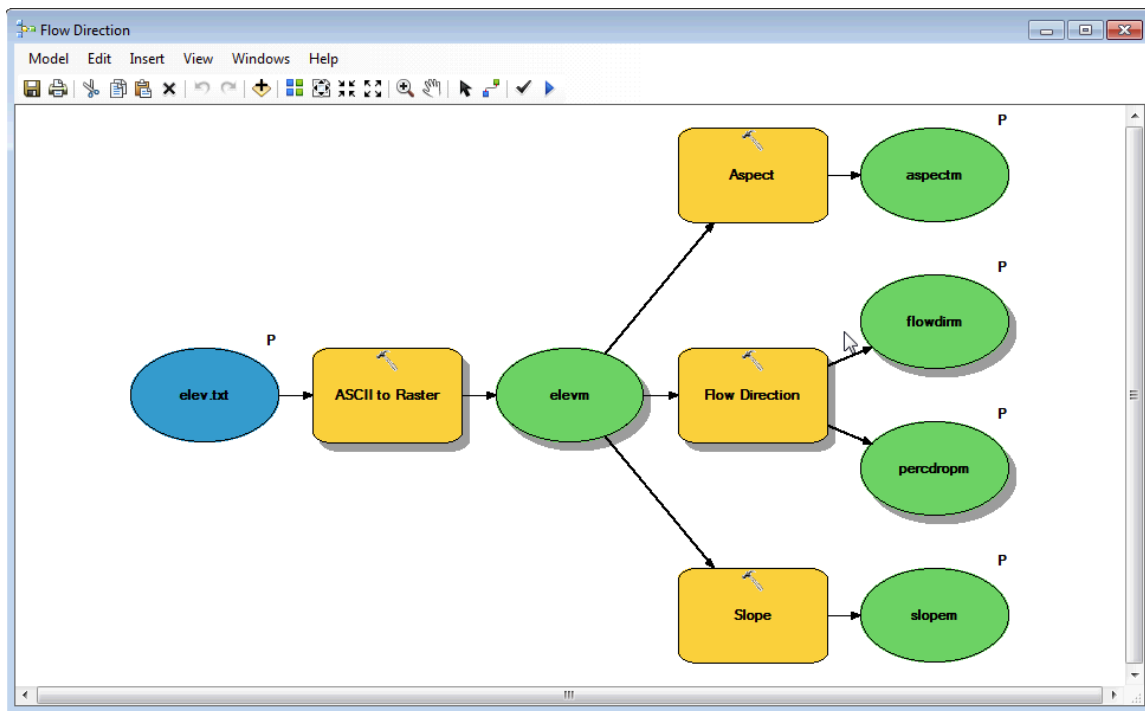 Flow Direction
Model Edit Insert View Windows Help
P
Aspect
aspectm
P
flowdirm
P
elev.txt
ASCII to Raster
elevm
Flow Direction
P
percdropm
P
Slope
slopem